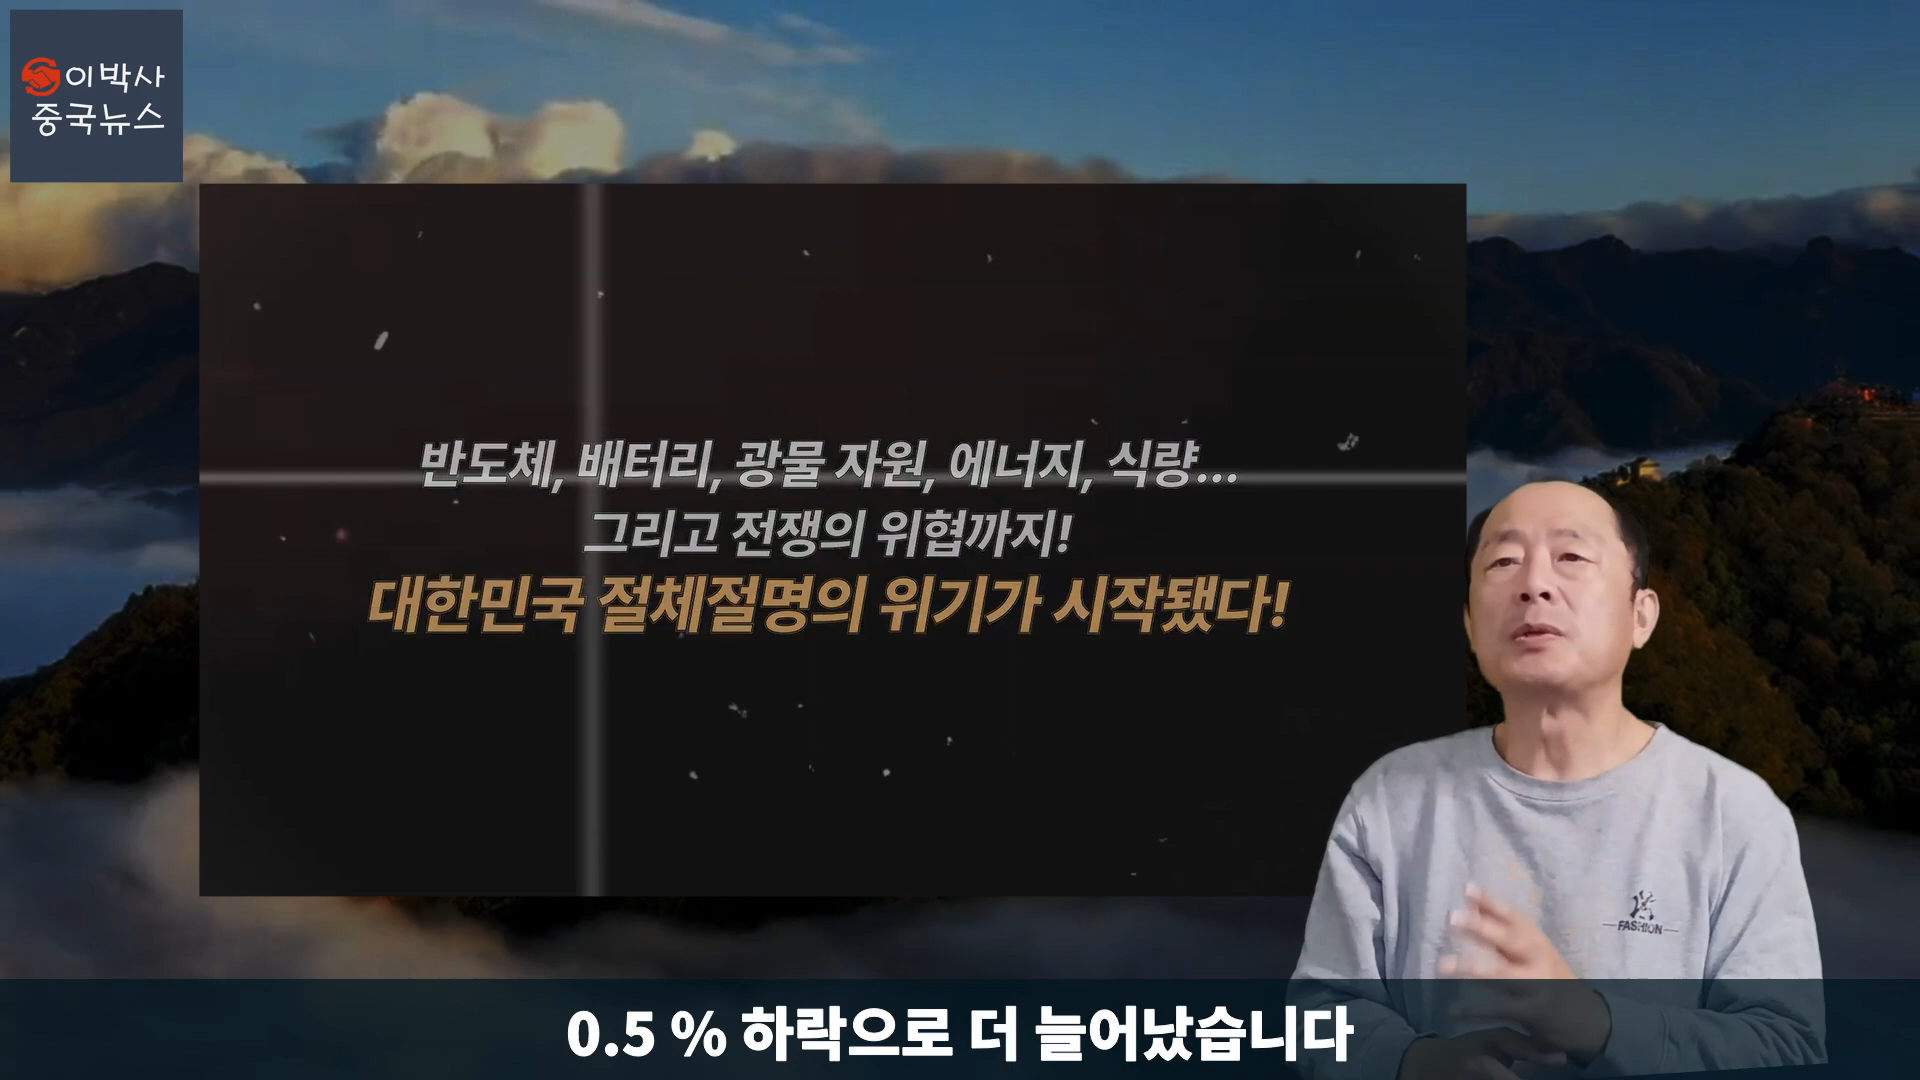 이박사
중국뉴스
반도체, 배터리, 광물 자원, 에너지, 식량...
그리고 전쟁의 위협까지!
대한민국 절체절명의 위기가 시작됐다!
FASHION
0.5 % 하락으로 더 늘어났습니다